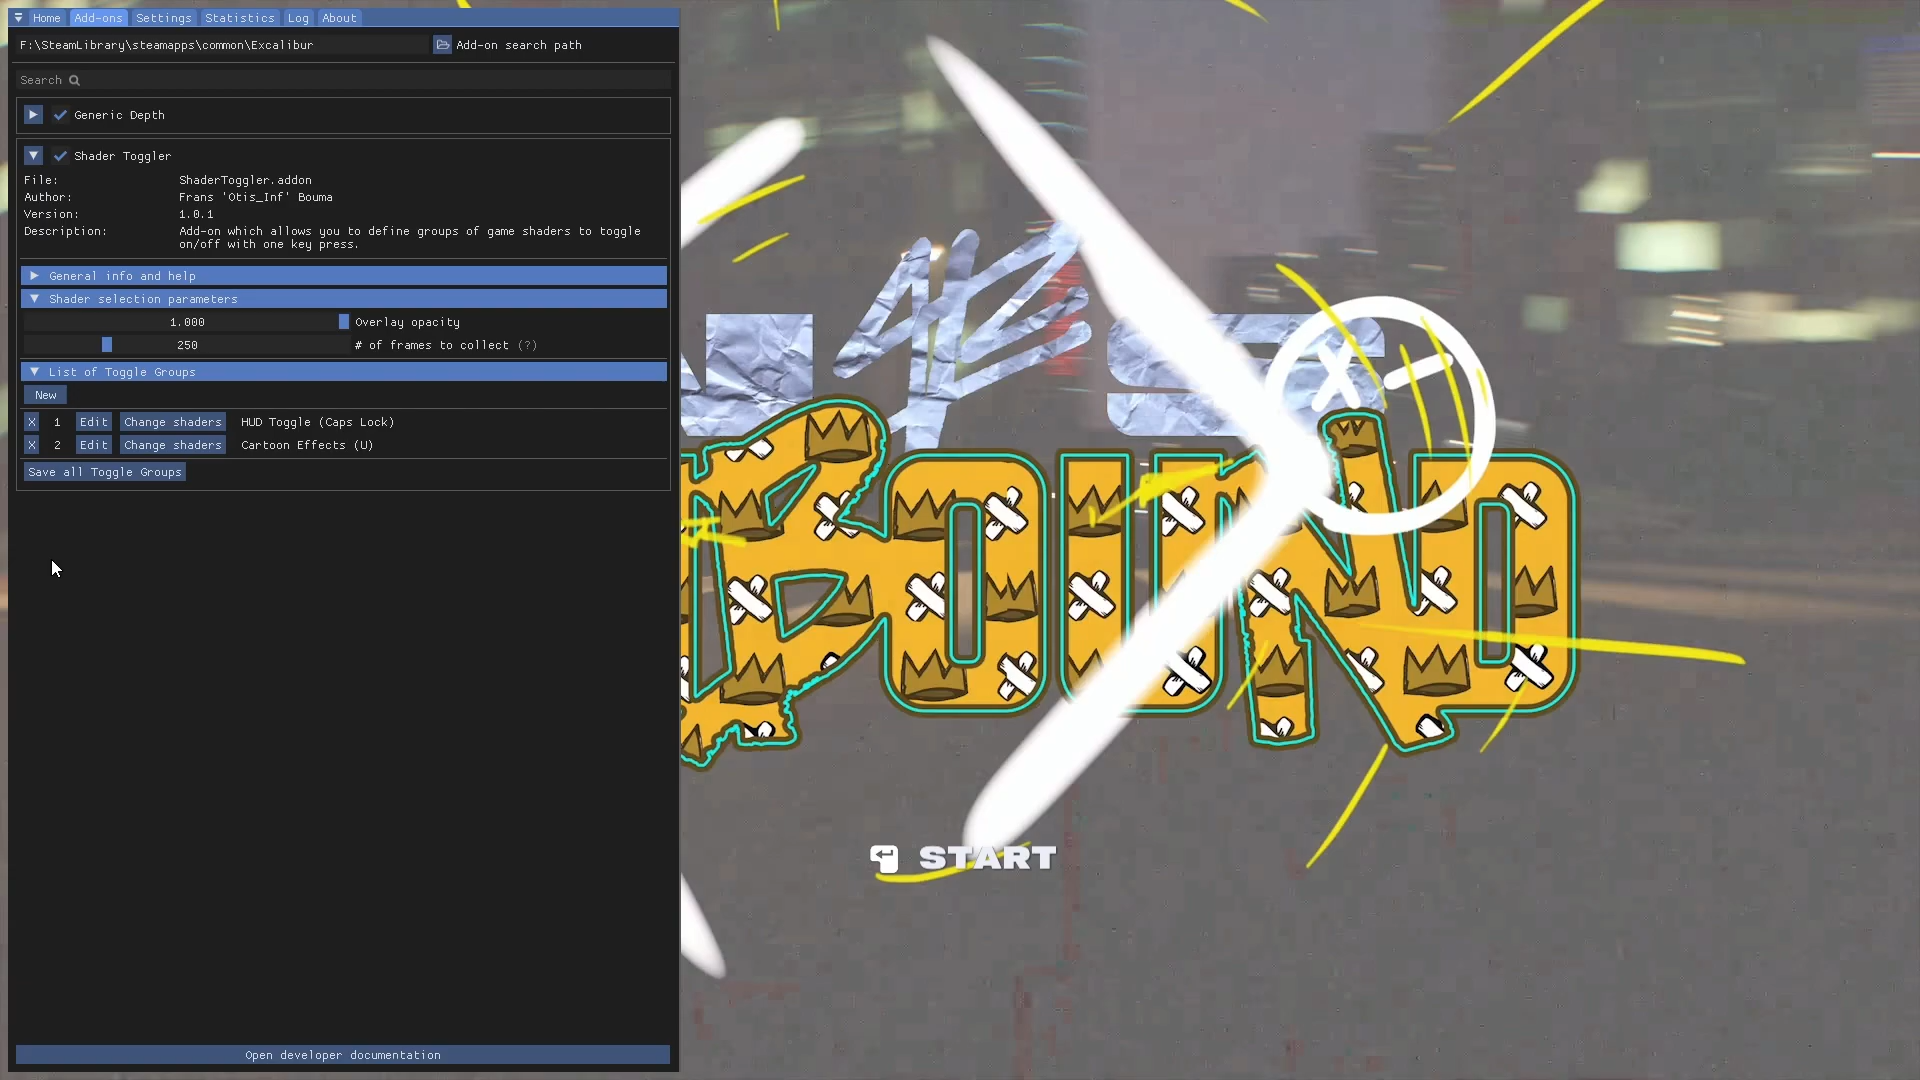 Home Add-ons Settings Statistics Log About
F:\SteamLibrary\steamapps\common\Excalibur Add-on search path
Search
Generic Depth
Shader Toggler
File: ShaderToggler.addon
Author: Frans 'Otis_Inf' Bouma
Version: 1.0.1
Description: Add-on which allows you to define groups of game shaders to toggle
on/off with one key press.
General info and help
Shader selection parameters
1.000 Overlay opacity
250 # of frames to collect (?)
List of Toggle Groups
New
X 1 Edit Change shaders HUD Toggle (Caps Lock)
X 2 Edit Change shaders Cartoon Effects (U)
Save all Toggle Groups
Open developer documentation
START